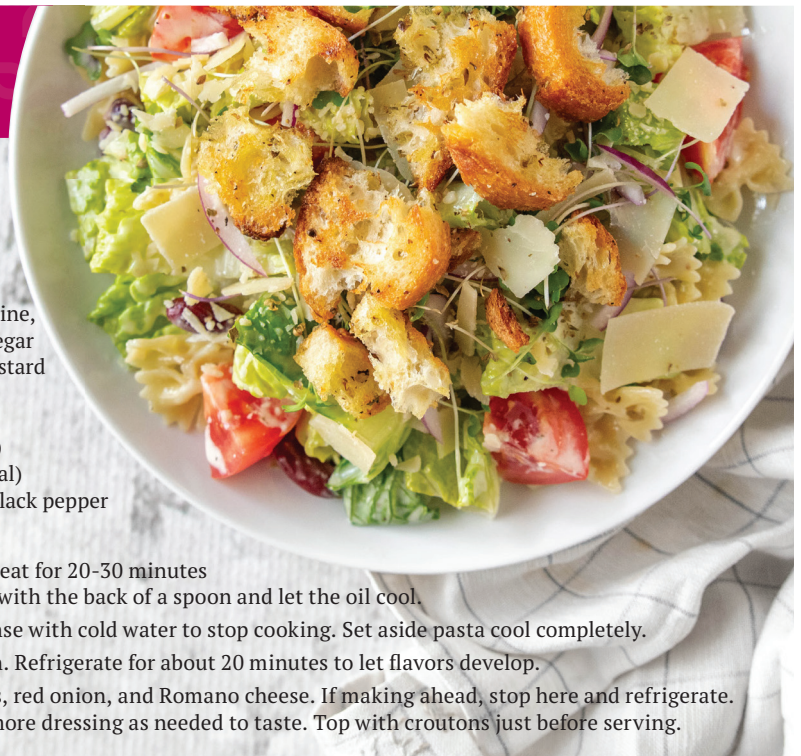 ine,
egar
stard
)
al)
lack pepper
eat for 20-30 minutes
with the back of a spoon and let the oil cool.
se with cold water to stop cooking. Set aside pasta cool completely.
. Refrigerate for about 20 minutes to let flavors develop.
, red onion, and Romano cheese. If making ahead, stop here and refrigerate.
more dressing as needed to taste. Top with croutons just before serving.